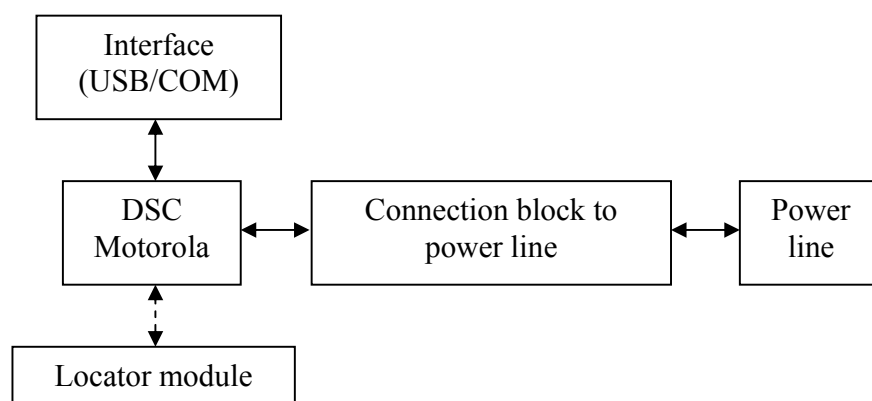 Interface
(USB/COM)
DSC
Motorola
Connection block to
power line
Power
line
Locator module